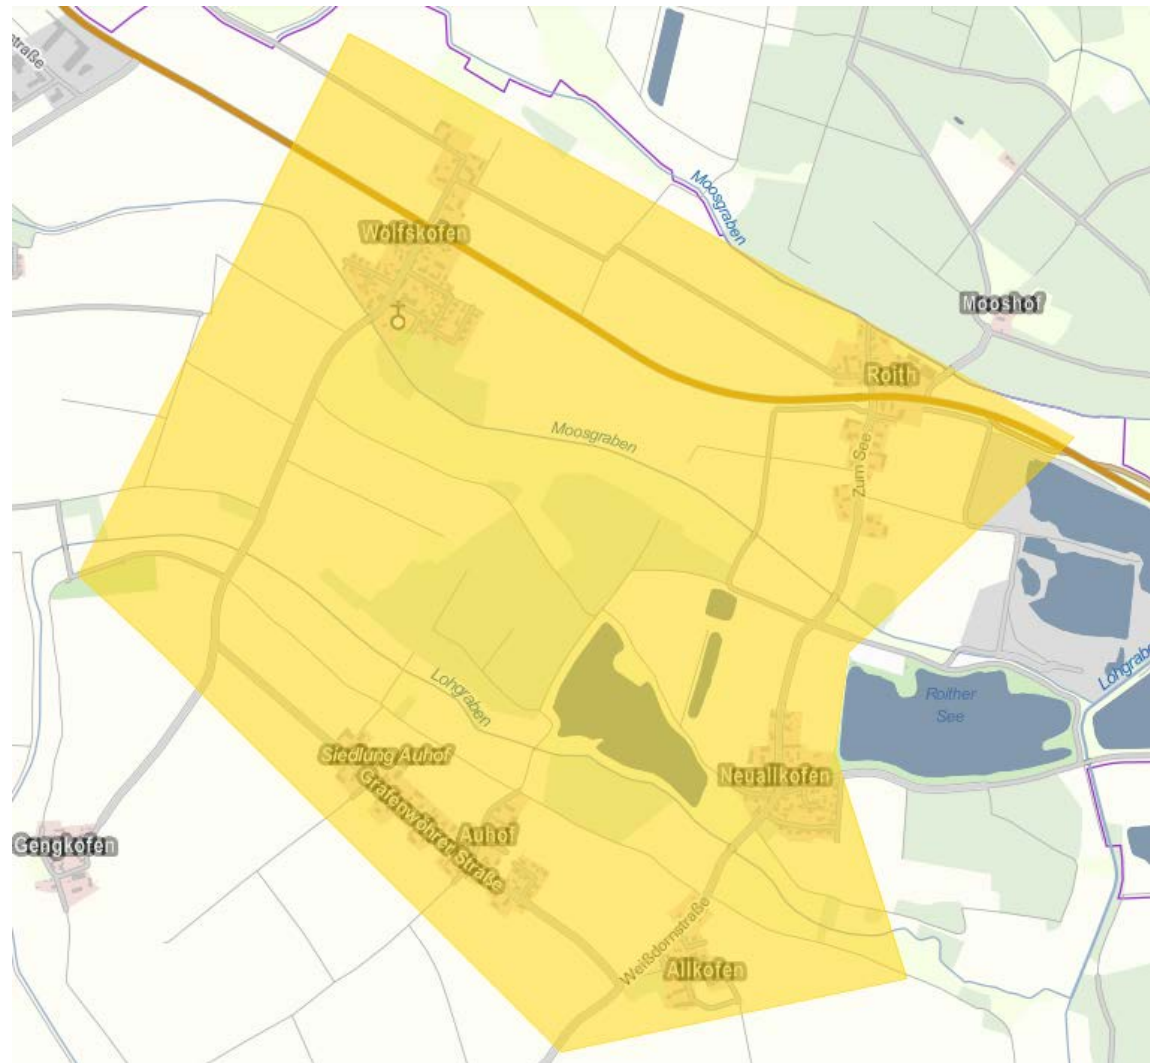 straße
Moosgraben
Wolfskofen
Mooshof
Roith
Moosgraben
Zum See
Lohgraben
Lohgraben
Roither
See
Siedlung Auhof
Neuallkofen
Grafenwöhrer Straße
Auhof
Gengkofen
Weißdornstraße
Allkofen